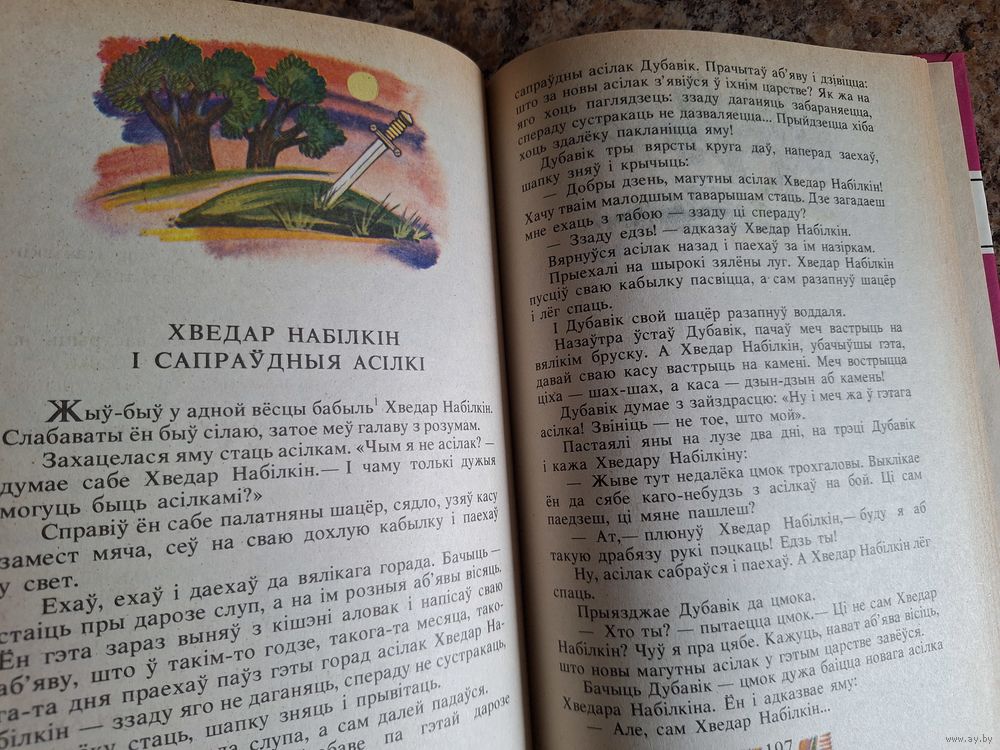 ХВЕДАР НАБІЛКІН
І САПРАЎДНЫЯ АСІЛКІ
Жыў-быў у адной вёсцы бабыль¹ Хведар Набілкін.
Слабаваты ён быў сілаю, затое меў галаву з розумам.
Захацелася яму стаць асілкам. «Чым я не асілак? —
думае сабе Хведар Набілкін.— І чаму толькі дужыя
могуць быць асілкамі?»
Справіў ён сабе палатняны шацёр, сядло, узяў касу
замест мяча, сеў на сваю дохлую кабылку і паехаў
у свет.
Ехаў, ехаў і даехаў да вялікага горада. Бачыць —
стаіць пры дарозе слуп, а на ім розныя аб'явы вісяць.
Ён гэта зараз выняў з кішэні аловак і напісаў сваю
аб'яву, што ў такім-то годзе, такога-та месяца, тако-
га-та дня праехаў паўз гэты горад асілак Хведар На-
білкін — ззаду яго не даганяць, спераду не сустракаць,
стаць, шапку зняць і прывітаць.
слупа, а сам далей падаўся.
па гэтай дарозе
сапраўдны асілак Дубавік. Прачытаў аб'яву і дзівіцца:
што за новы асілак з'явіўся ў іхнім царстве? Як жа на
яго хоць паглядзець: ззаду даганяць забараняецца,
спераду сустракаць не дазваляецца... Прыйдзецца хіба
хоць здалёку пакланіцца яму!
Дубавік тры вярсты круга даў, наперад заехаў,
шапку зняў і крычыць:
— Добры дзень, магутны асілак Хведар Набілкін!
Хачу тваім малодшым таварышам стаць. Дзе загадаеш
мне ехаць з табою — ззаду ці спераду?
— Ззаду едзь! — адказаў Хведар Набілкін.
Вярнуўся асілак назад і паехаў за ім назіркам.
Прыехалі на шырокі зялёны луг. Хведар Набілкін
пусціў сваю кабылку пасвіцца, а сам разапнуў шацёр
і лёг спаць.
І Дубавік свой шацёр разапнуў воддаля.
Назаўтра ўстаў Дубавік, пачаў меч вастрыць на
вялікім бруску. А Хведар Набілкін, убачыўшы гэта,
давай сваю касу вастрыць на камені. Меч вострыцца
ціха — шах-шах, а каса — дзын-дзын аб камень!
Дубавік думае з зайздрасцю: «Ну і меч жа ў гэтага
асілка! Звініць — не тое, што мой».
Пастаялі яны на лузе два дні, на трэці Дубавік
і кажа Хведару Набілкіну:
— Жыве тут недалёка цмок трохгаловы. Выклікае
ён да сябе каго-небудзь з асілкаў на бой. Ці сам
паедзеш, ці мяне пашлеш?
— Ат,— плюнуў Хведар Набілкін,— буду я аб
такую драбязу рукі пэцкаць! Едзь ты!
Ну, асілак сабраўся і паехаў. А Хведар Набілкін лёг
спаць.
Прыязджае Дубавік да цмока.
— Хто ты? — пытаецца цмок.— Ці не сам Хведар
Набілкін? Чуў я пра цябе. Кажуць, нават аб'ява вісіць,
што новы магутны асілак у гэтым царстве завёўся.
Бачыць Дубавік — цмок дужа баіцца новага асілка
Хведара Набілкіна. Ён і адказвае яму:
— Але, сам Хведар Набілкін...
107
www.ay.by